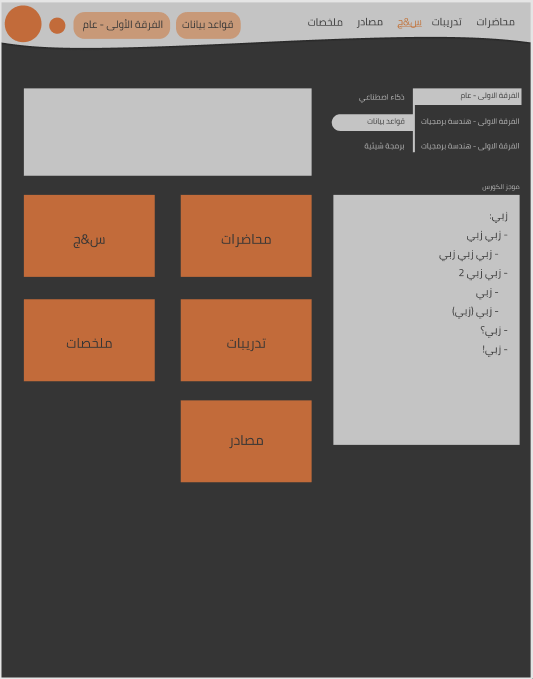 محاضرات
تدريبات
س&ج
مصادر
ملخصات
قواعد بيانات
الفرقة الأولى - عام
الفرقة الاولى - عام
الفرقة الاولى - هندسة برمجيات
الفرقة الاولى - هندسة برمجيات
ذكاء اصطناعي
قواعد بيانات
برمجة شيئية
موجز الكورس
زبي:
- زبي زبي
- زبي زبي زبي
- زبي زبي 2
- زبي
- زبي (زبي)
- زبي؟
- زبي!
محاضرات
س&ج
تدريبات
ملخصات
مصادر